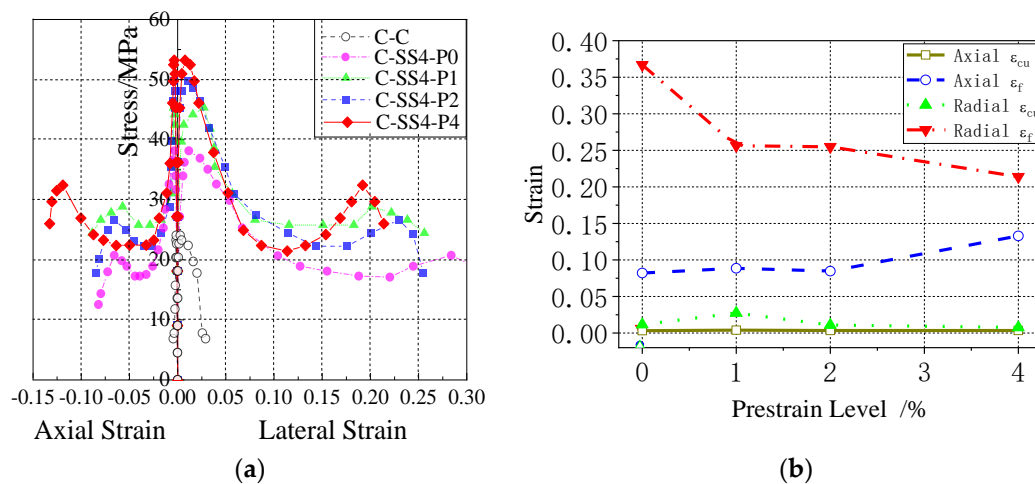 60
50
40
30
20
10
0
Stress/MPa
C-C
C-SS4-P0
C-SS4-P1
C-SS4-P2
C-SS4-P4
-0.15 -0.10 -0.05 0.00 0.05 0.10 0.15 0.20 0.25 0.30
Axial Strain Lateral Strain
(a)
0.40
0.35
0.30
0.25
0.20
0.15
0.10
0.05
0.00
Strain
Axial εcu
Axial εf
Radial εcu
Radial εf
0 1 2 3 4
Prestrain Level /%
(b)